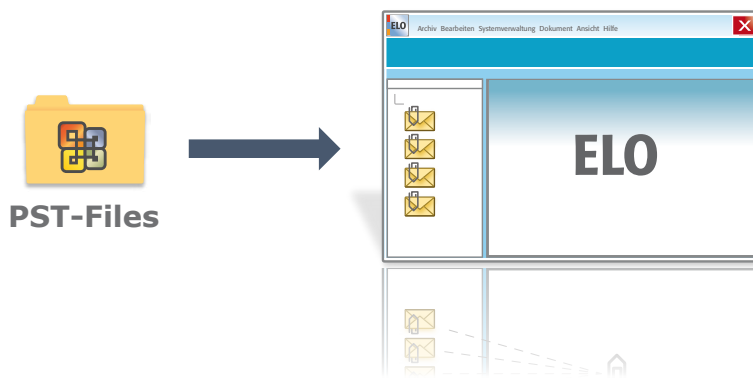 ELO
Archiv Bearbeiten Systemverwaltung Dokument Ansicht Hilfe
ELO
PST-Files